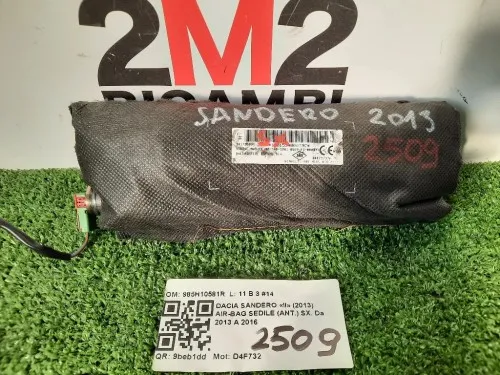 2M2
RICAMBI
SANDERO 2013
2509
OM: 985H10581R L: 11 B 3 #14
DACIA SANDERO «II» (2013)
AIR-BAG SEDILE (ANT.) SX. Da
2013 A 2016
2509
QR: 9beb1dd Mot: D4F732